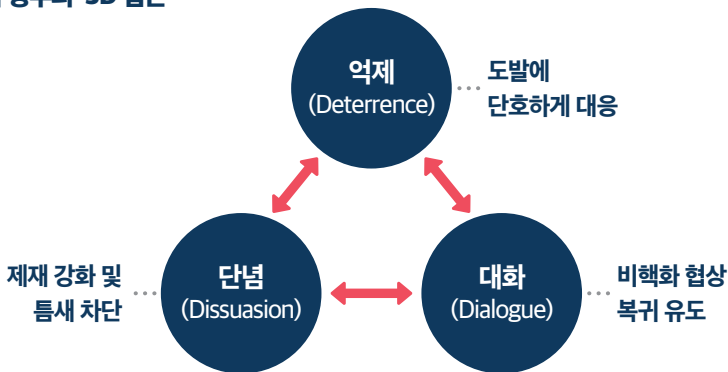 억제
(Deterrence)
도발에
단호하게 대응
제재 강화 및
틈새 차단
단념
(Dissuasion)
대화
(Dialogue)
비핵화 협상
복귀 유도